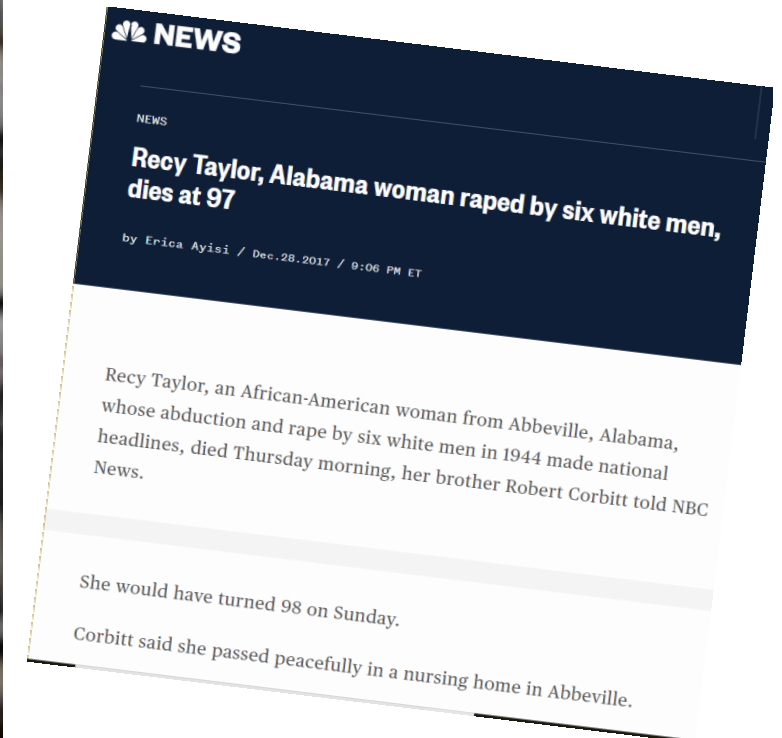 NEWS
NEWS
Recy Taylor, Alabama woman raped by six white men,
dies at 97
by Erica Ayisi / Dec.28.2017 / 9:06 PM ET
Recy Taylor, an African-American woman from Abbeville, Alabama,
whose abduction and rape by six white men in 1944 made national
headlines, died Thursday morning, her brother Robert Corbitt told NBC
News.
She would have turned 98 on Sunday.
Corbitt said she passed peacefully in a nursing home in Abbeville.